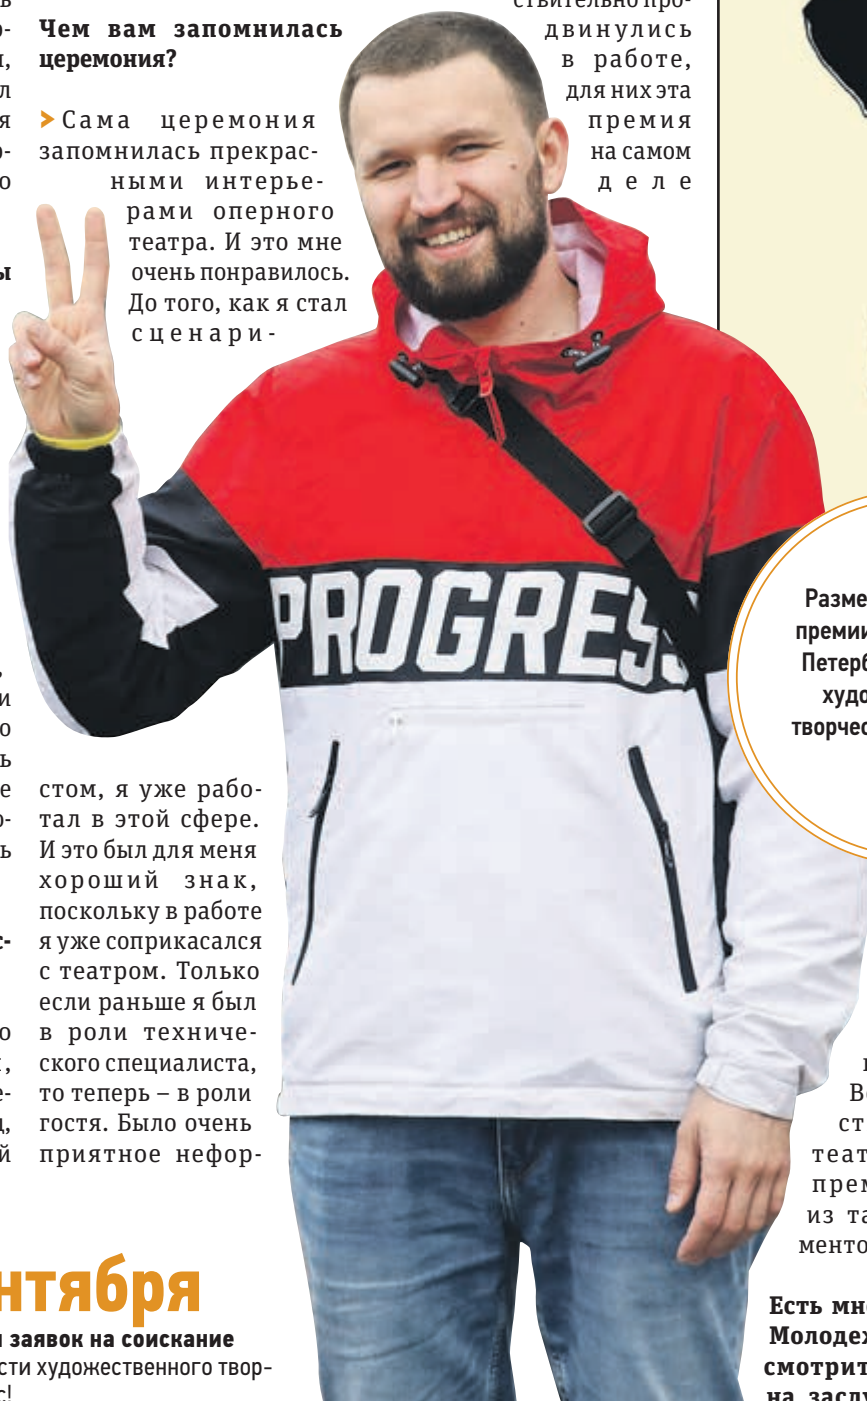 Чем вам запомнилась
церемония?
> Сама церемония
запомнилась прекрас-
ными интерье-
рами оперного
театра. И это мне
очень понравилось.
До того, как я стал
сценари-
стом, я уже рабо-
тал в этой сфере.
И это был для меня
хороший знак,
поскольку в работе
я уже соприкасался
с театром. Только
если раньше я был
в роли техниче-
ского специалиста,
то теперь – в роли
гостя. Было очень
приятное нефор-
двинулись
в работе,
для них эта
премия
на самом
деле
PROGRESS
Разме
премии
Петерб
худо
творчес
ст
теат
прем
из та
менто
Есть мн
Молодеж
смотрит
на заслу
нтября
заявок на соискание
сти художественного твор-